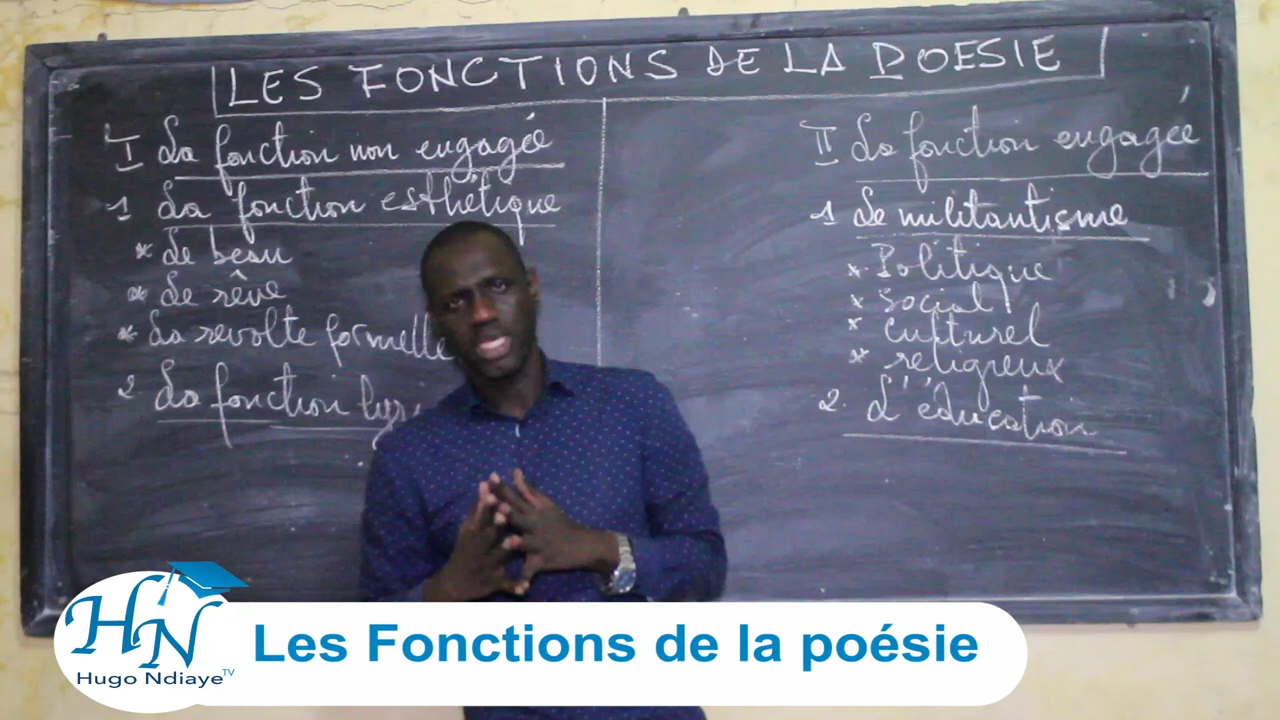 LES FONCTIONS DE LA POESIE
I La fonction non engagée
1 La fonction esthétique
* Le beau
* Le rêve
* La revolte formelle
2 La fonction
II La fonction engagée
1 Le militantisme
* Politique
* Social
* culturel
* religieux
2. L'éducation
HN
Hugo Ndiaye TV
Les Fonctions de la poésie